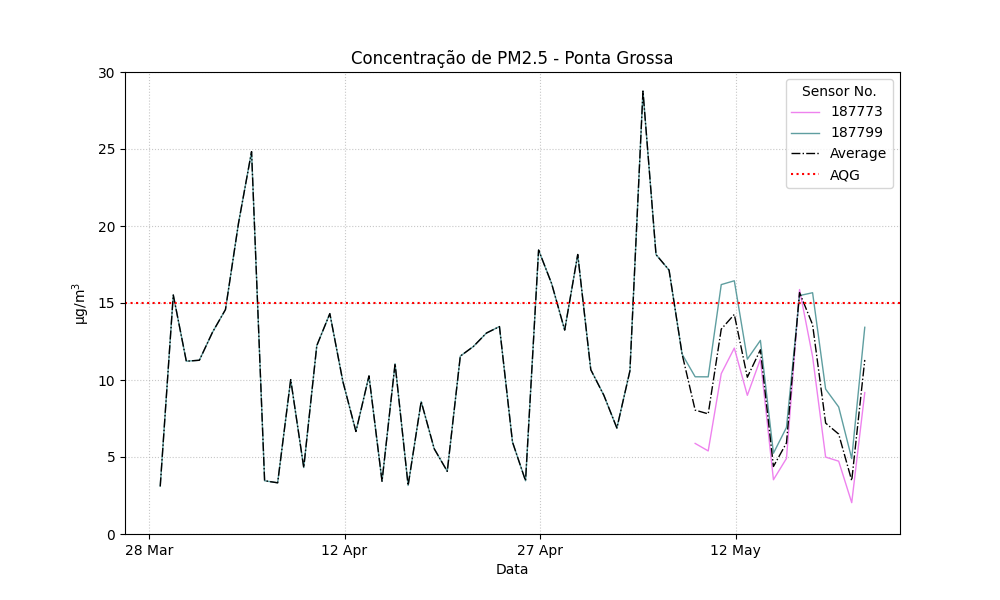 Concentração de PM2.5 - Ponta Grossa
Sensor No.
187773
187799
Average
AQG
30
25
20
15
10
5
0
µg/m³
28 Mar
12 Apr
27 Apr
12 May
Data